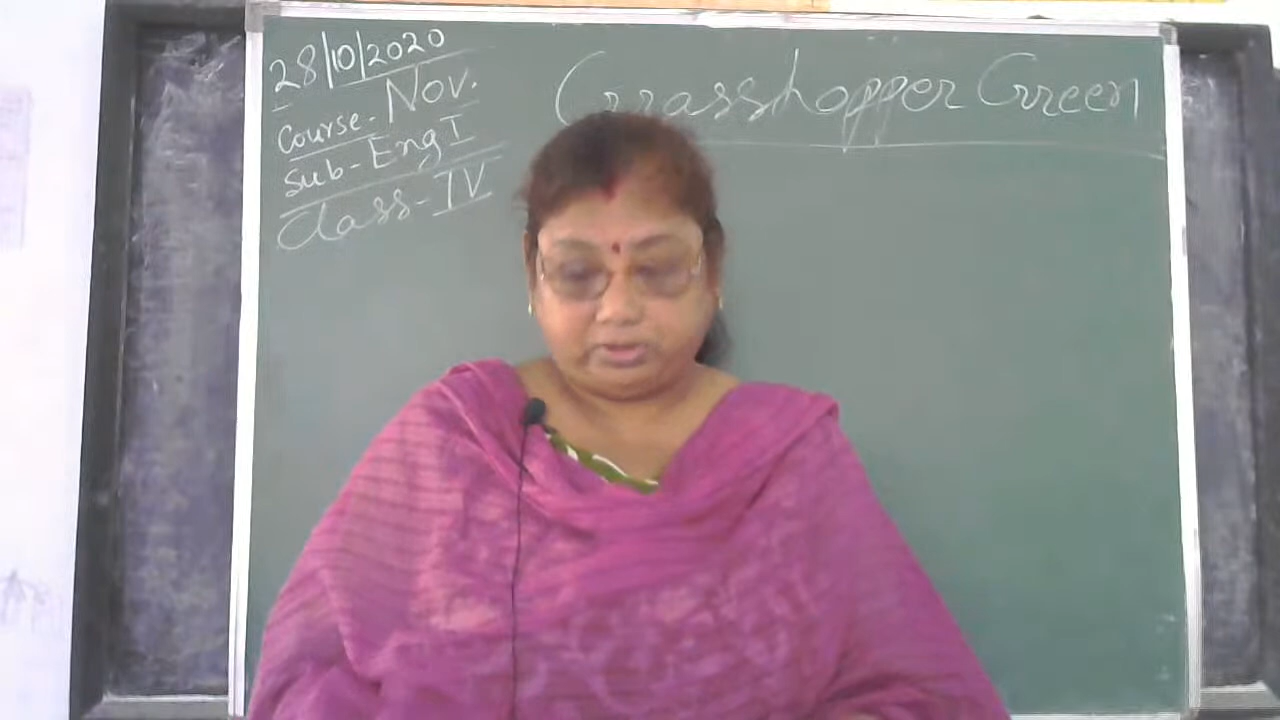 28/10/2020
Course - Nov.
Sub - Eng I
Class - IV
Grasshopper Green